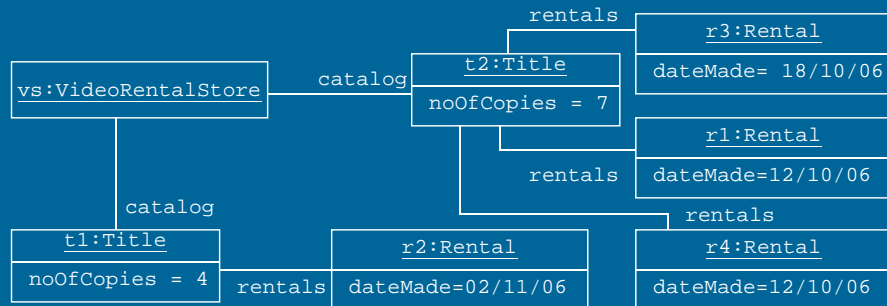 rentals
r3:Rental
dateMade= 18/10/06
t2:Title
noOfCopies = 7
catalog
vs:VideoRentalStore
r1:Rental
dateMade=12/10/06
rentals
rentals
catalog
t1:Title
noOfCopies = 4
rentals
r2:Rental
dateMade=02/11/06
r4:Rental
dateMade=12/10/06